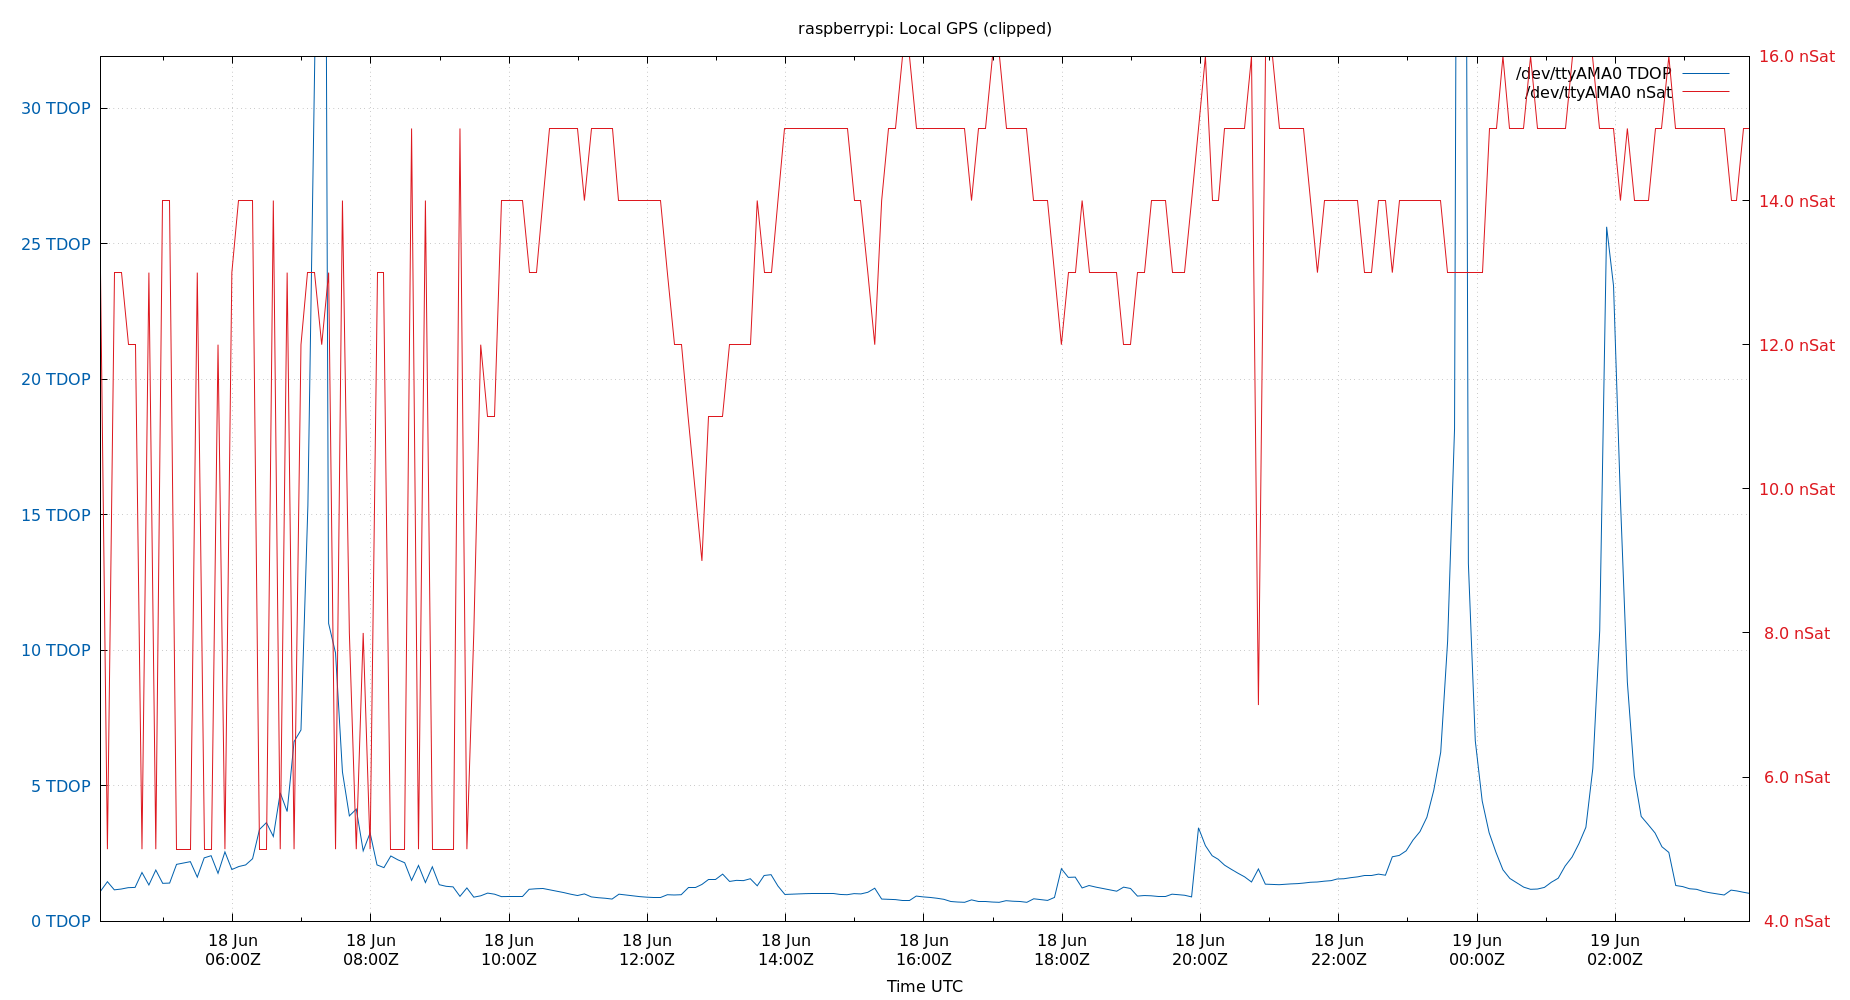 raspberrypi: Local GPS (clipped)
/dev/ttyAMA0 TDOP
/dev/ttyAMA0 nSat
30 TDOP
25 TDOP
20 TDOP
15 TDOP
10 TDOP
5 TDOP
0 TDOP
16.0 nSat
14.0 nSat
12.0 nSat
10.0 nSat
8.0 nSat
6.0 nSat
4.0 nSat
18 Jun
06:00Z
18 Jun
08:00Z
18 Jun
10:00Z
18 Jun
12:00Z
18 Jun
14:00Z
18 Jun
16:00Z
18 Jun
18:00Z
18 Jun
20:00Z
18 Jun
22:00Z
19 Jun
00:00Z
19 Jun
02:00Z
Time UTC